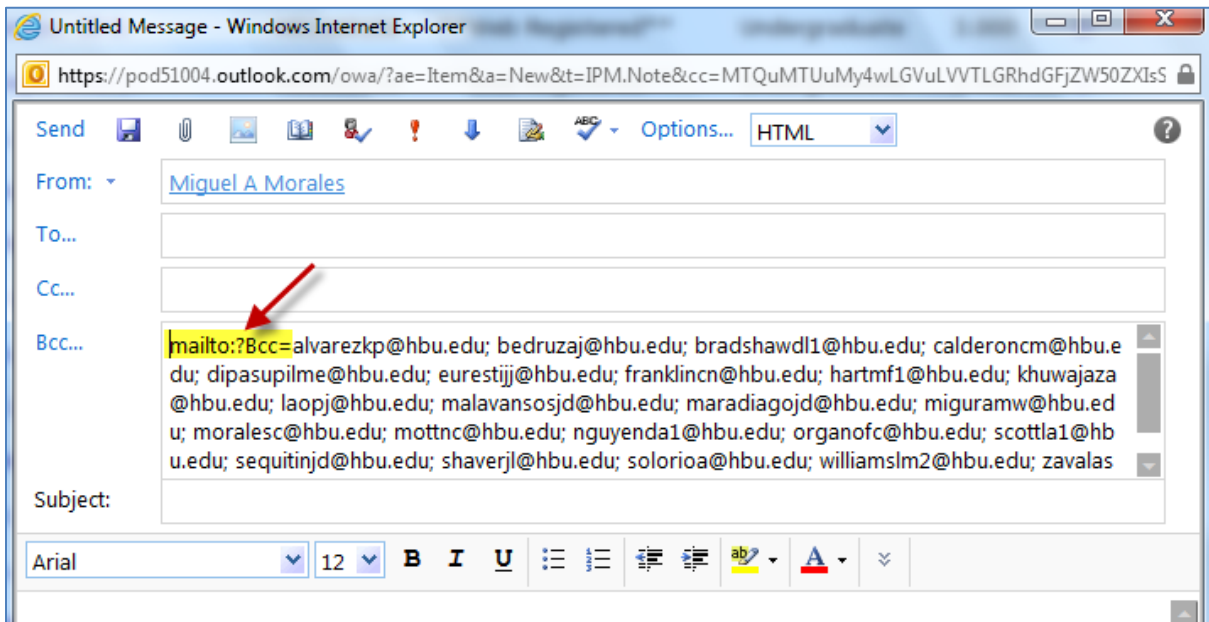 Untitled Message - Windows Internet Explorer
https://pod51004.outlook.com/owa/?ae=Item&a=New&t=IPM.Note&cc=MTQuMTUuMy4wLGVuLVVTLGRhdGFjZW50ZXIsS
Send ABC Options... HTML ?
From: Miguel A Morales
To...
Cc...
Bcc... mailto:?Bcc=alvarezkp@hbu.edu; bedruzaj@hbu.edu; bradshawdl1@hbu.edu; calderoncm@hbu.e
du; dipasupilme@hbu.edu; eurestijj@hbu.edu; franklincn@hbu.edu; hartmf1@hbu.edu; khuwajaza
@hbu.edu; laopj@hbu.edu; malavansosjd@hbu.edu; maradiagojd@hbu.edu; miguramw@hbu.ed
u; moralesc@hbu.edu; mottnc@hbu.edu; nguyenda1@hbu.edu; organofc@hbu.edu; scottla1@hb
u.edu; sequitinjd@hbu.edu; shaverjl@hbu.edu; solorioa@hbu.edu; williamslm2@hbu.edu; zavalas
Subject:
Arial 12 B I U ab A